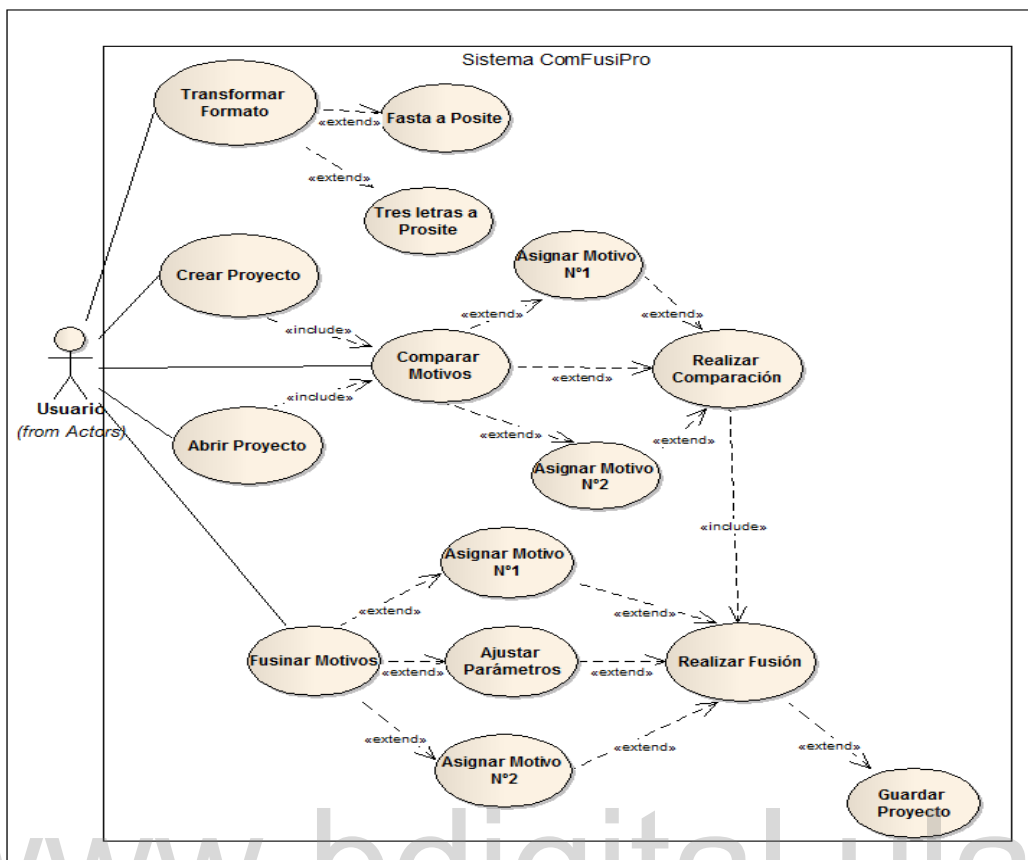 Sistema ComFusiPro
Transformar
Formato
«extend»
Fasta a Posite
«extend»
Tres letras a
Prosite
Crear Proyecto
Asignar Motivo
N°1
«extend»
«extend»
«include»
Comparar
Motivos
«extend»
Realizar
Comparación
Usuario
(from Actors)
«include»
Abrir Proyecto
«extend»
«extend»
Asignar Motivo
N°2
«include»
Asignar Motivo
N°1
«extend»
«extend»
Fusinar Motivos
«extend»
Ajustar
Parámetros
«extend»
Realizar Fusión
«extend»
«extend»
«extend»
Asignar Motivo
N°2
Guardar
Proyecto
www.bdigital.ula